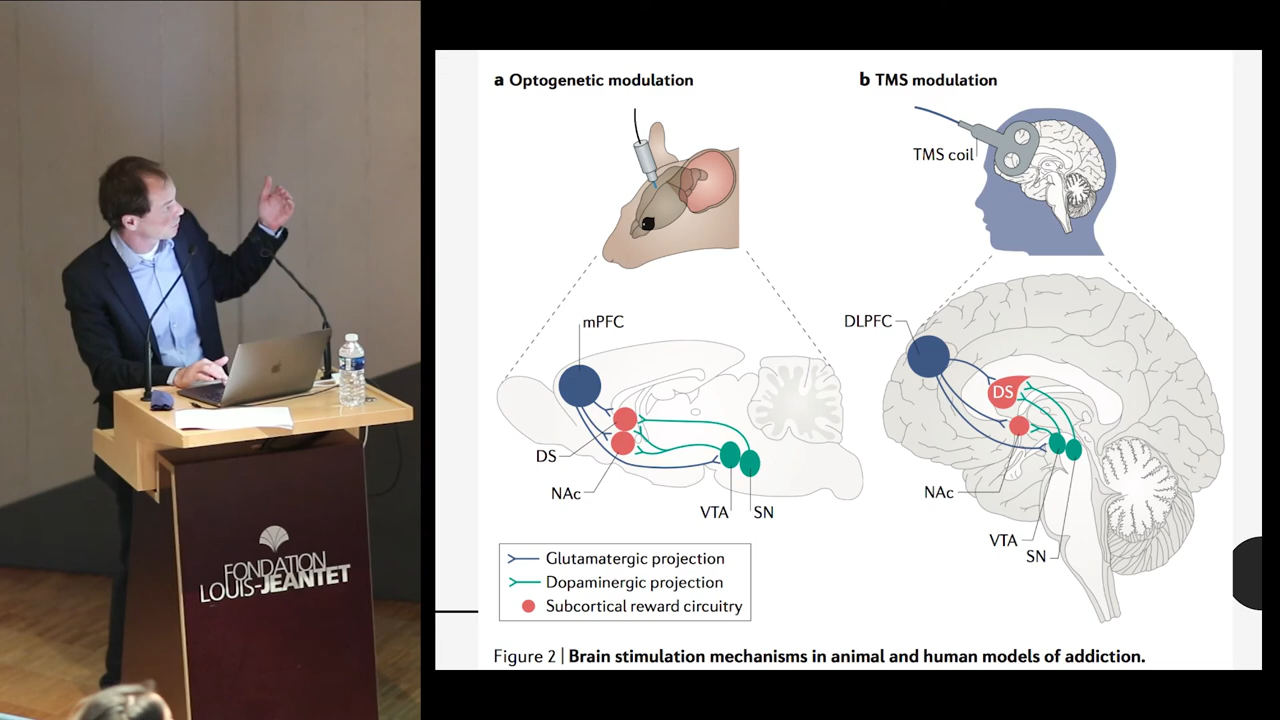 a Optogenetic modulation
b TMS modulation
TMS coil
mPFC
DS
NAc
VTA
SN
DLPFC
DS
NAc
VTA
SN
Glutamatergic projection
Dopaminergic projection
Subcortical reward circuitry
Figure 2 | Brain stimulation mechanisms in animal and human models of addiction.
FONDATION
LOUIS-JEANTET